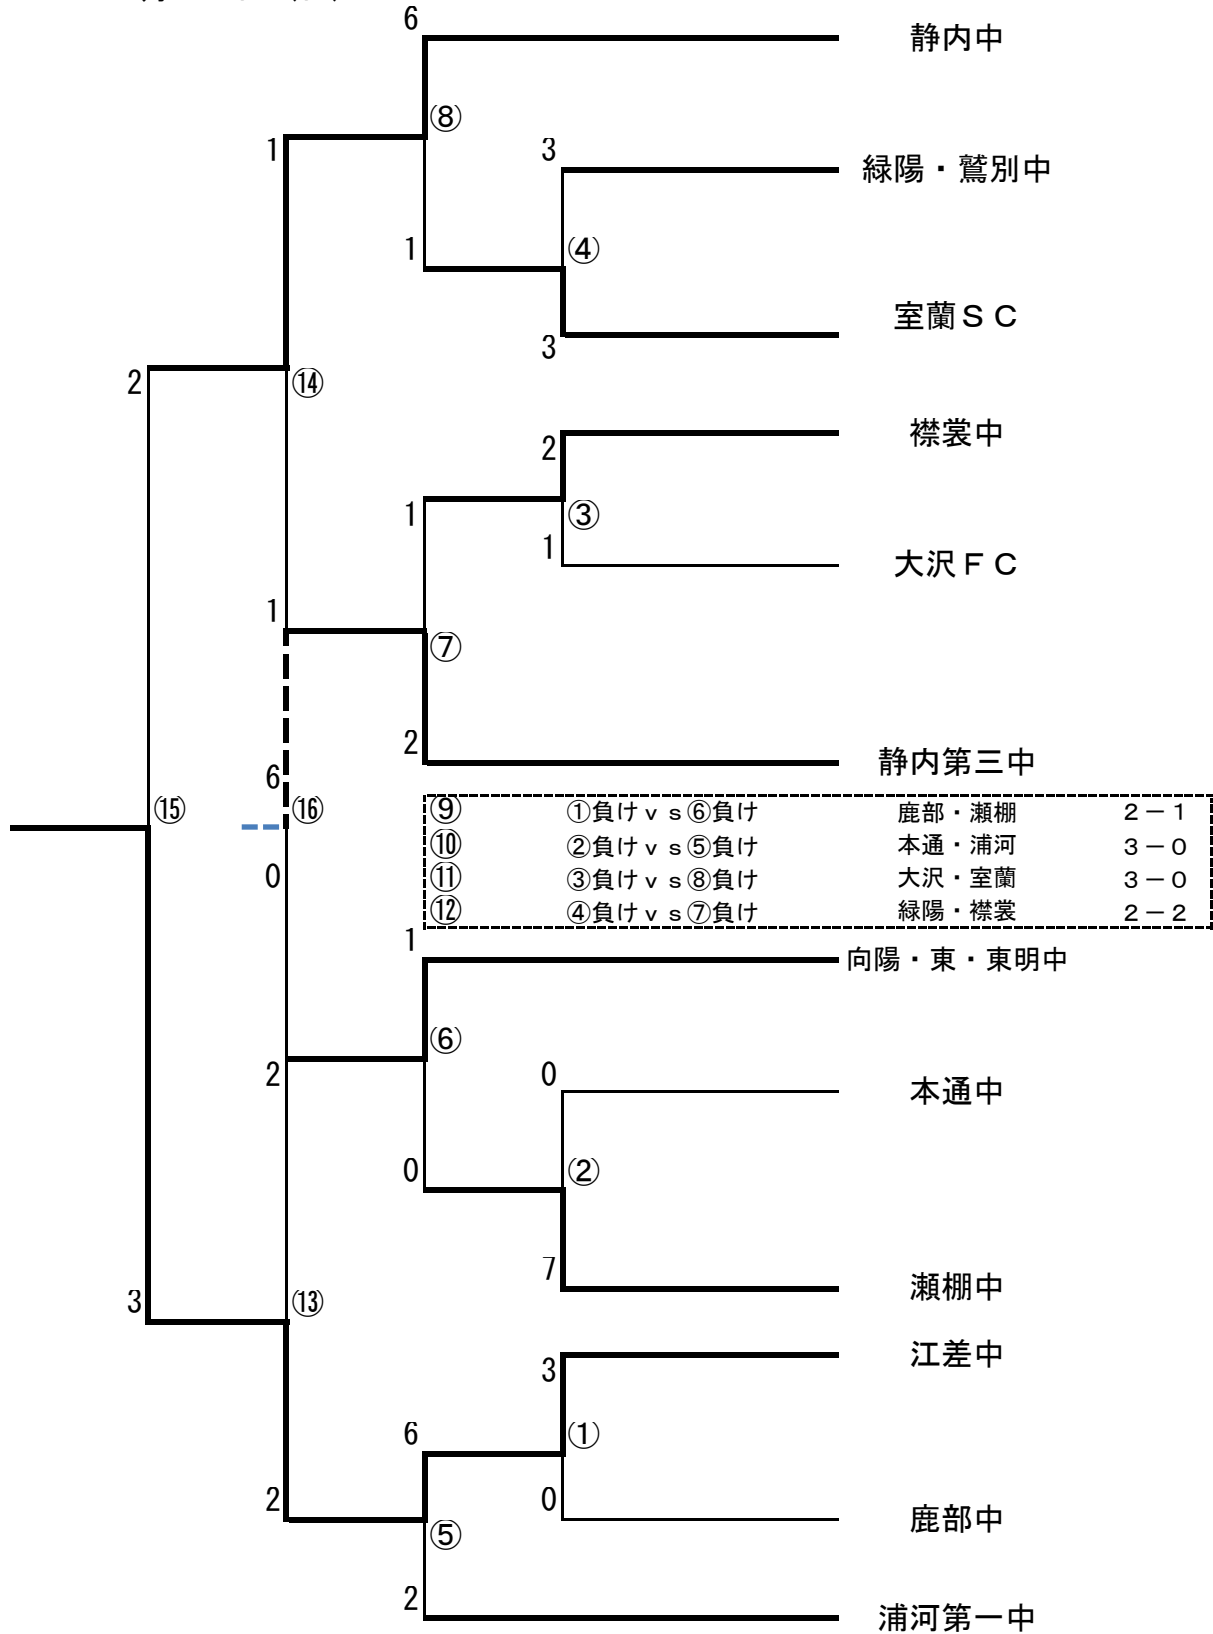 6
静内中
⑧
1
3
緑陽・鷲別中
1
④
室蘭ＳＣ
3
2
⑭
襟裳中
2
1
③
1
大沢ＦＣ
1
⑦
2
静内第三中
6
⑮
⑯
⑨ ①負けｖｓ⑥負け 鹿部・瀬棚 ２－１
⑩ ②負けｖｓ⑤負け 本通・浦河 ３－０
0
⑪ ③負けｖｓ⑧負け 大沢・室蘭 ３－０
⑫ ④負けｖｓ⑦負け 緑陽・襟裳 ２－２
1
向陽・東・東明中
⑥
2
0
本通中
0
②
7
瀬棚中
3
⑬
江差中
3
6
①
2
0
鹿部中
⑤
2
浦河第一中